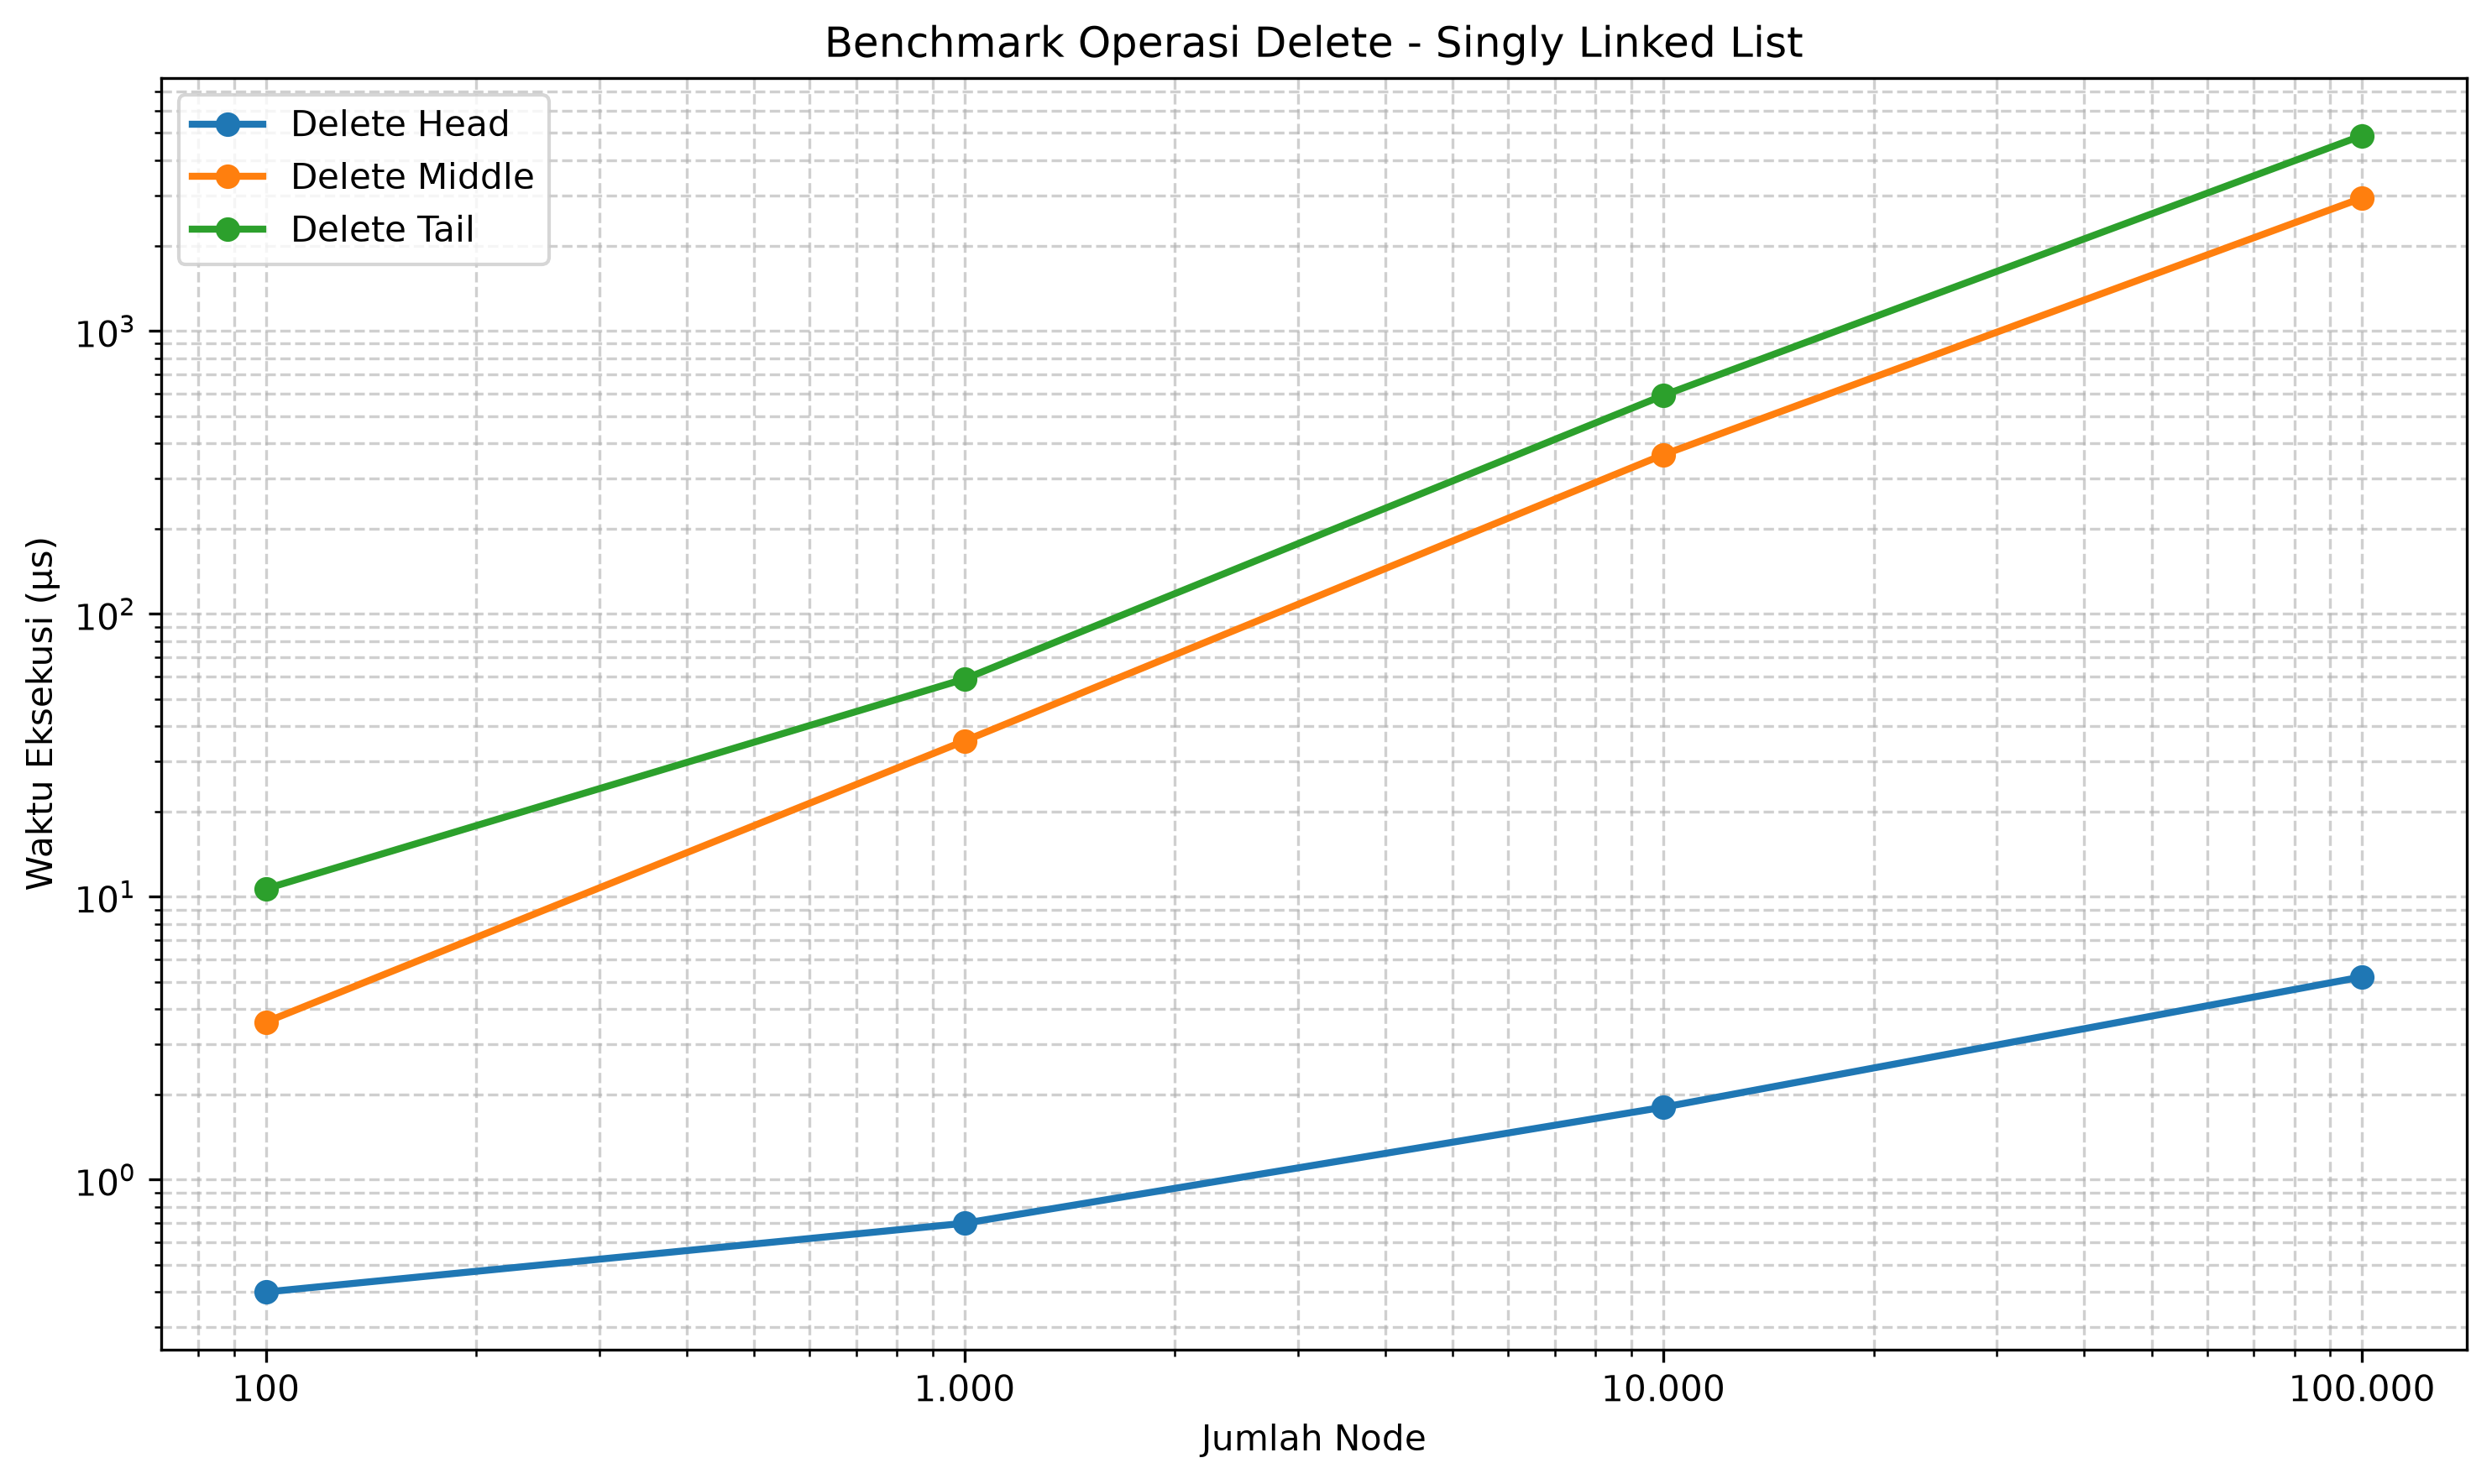 Benchmark Operasi Delete - Singly Linked List
Delete Head
Delete Middle
Delete Tail
Waktu Eksekusi (µs)
10³
10²
10¹
10⁰
100 1.000 10.000 100.000
Jumlah Node